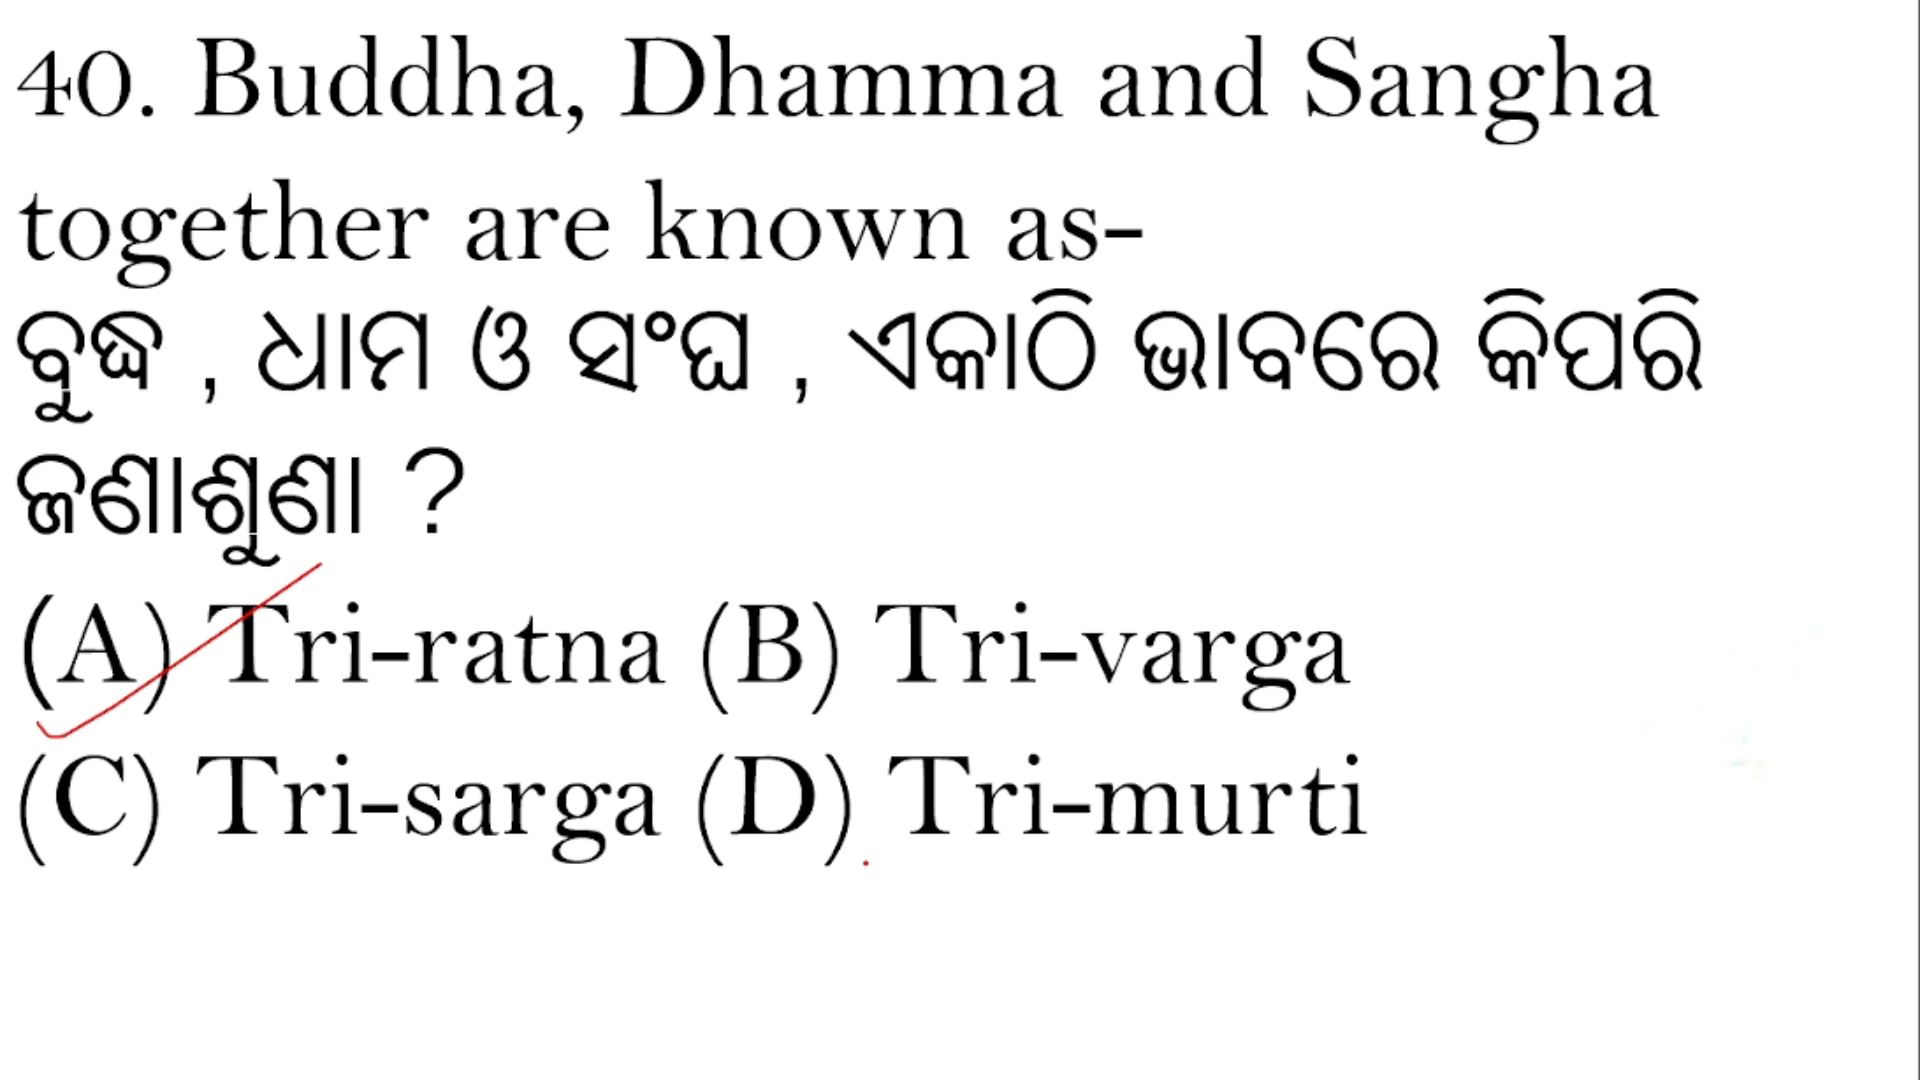 40. Buddha, Dhamma and Sangha
together are known as-
ବୁଦ୍ଧ , ଧାମ ଓ ସଂଘ , ଏକାଠି ଭାବରେ କିପରି
ଜଣାଶୁଣା ?
(A) Tri-ratna (B) Tri-varga
(C) Tri-sarga (D) Tri-murti